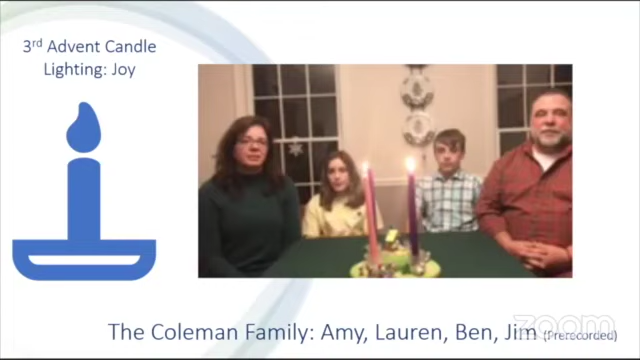 3rd Advent Candle
Lighting: Joy
The Coleman Family: Amy, Lauren, Ben, Jim (Prerecorded)
zoom